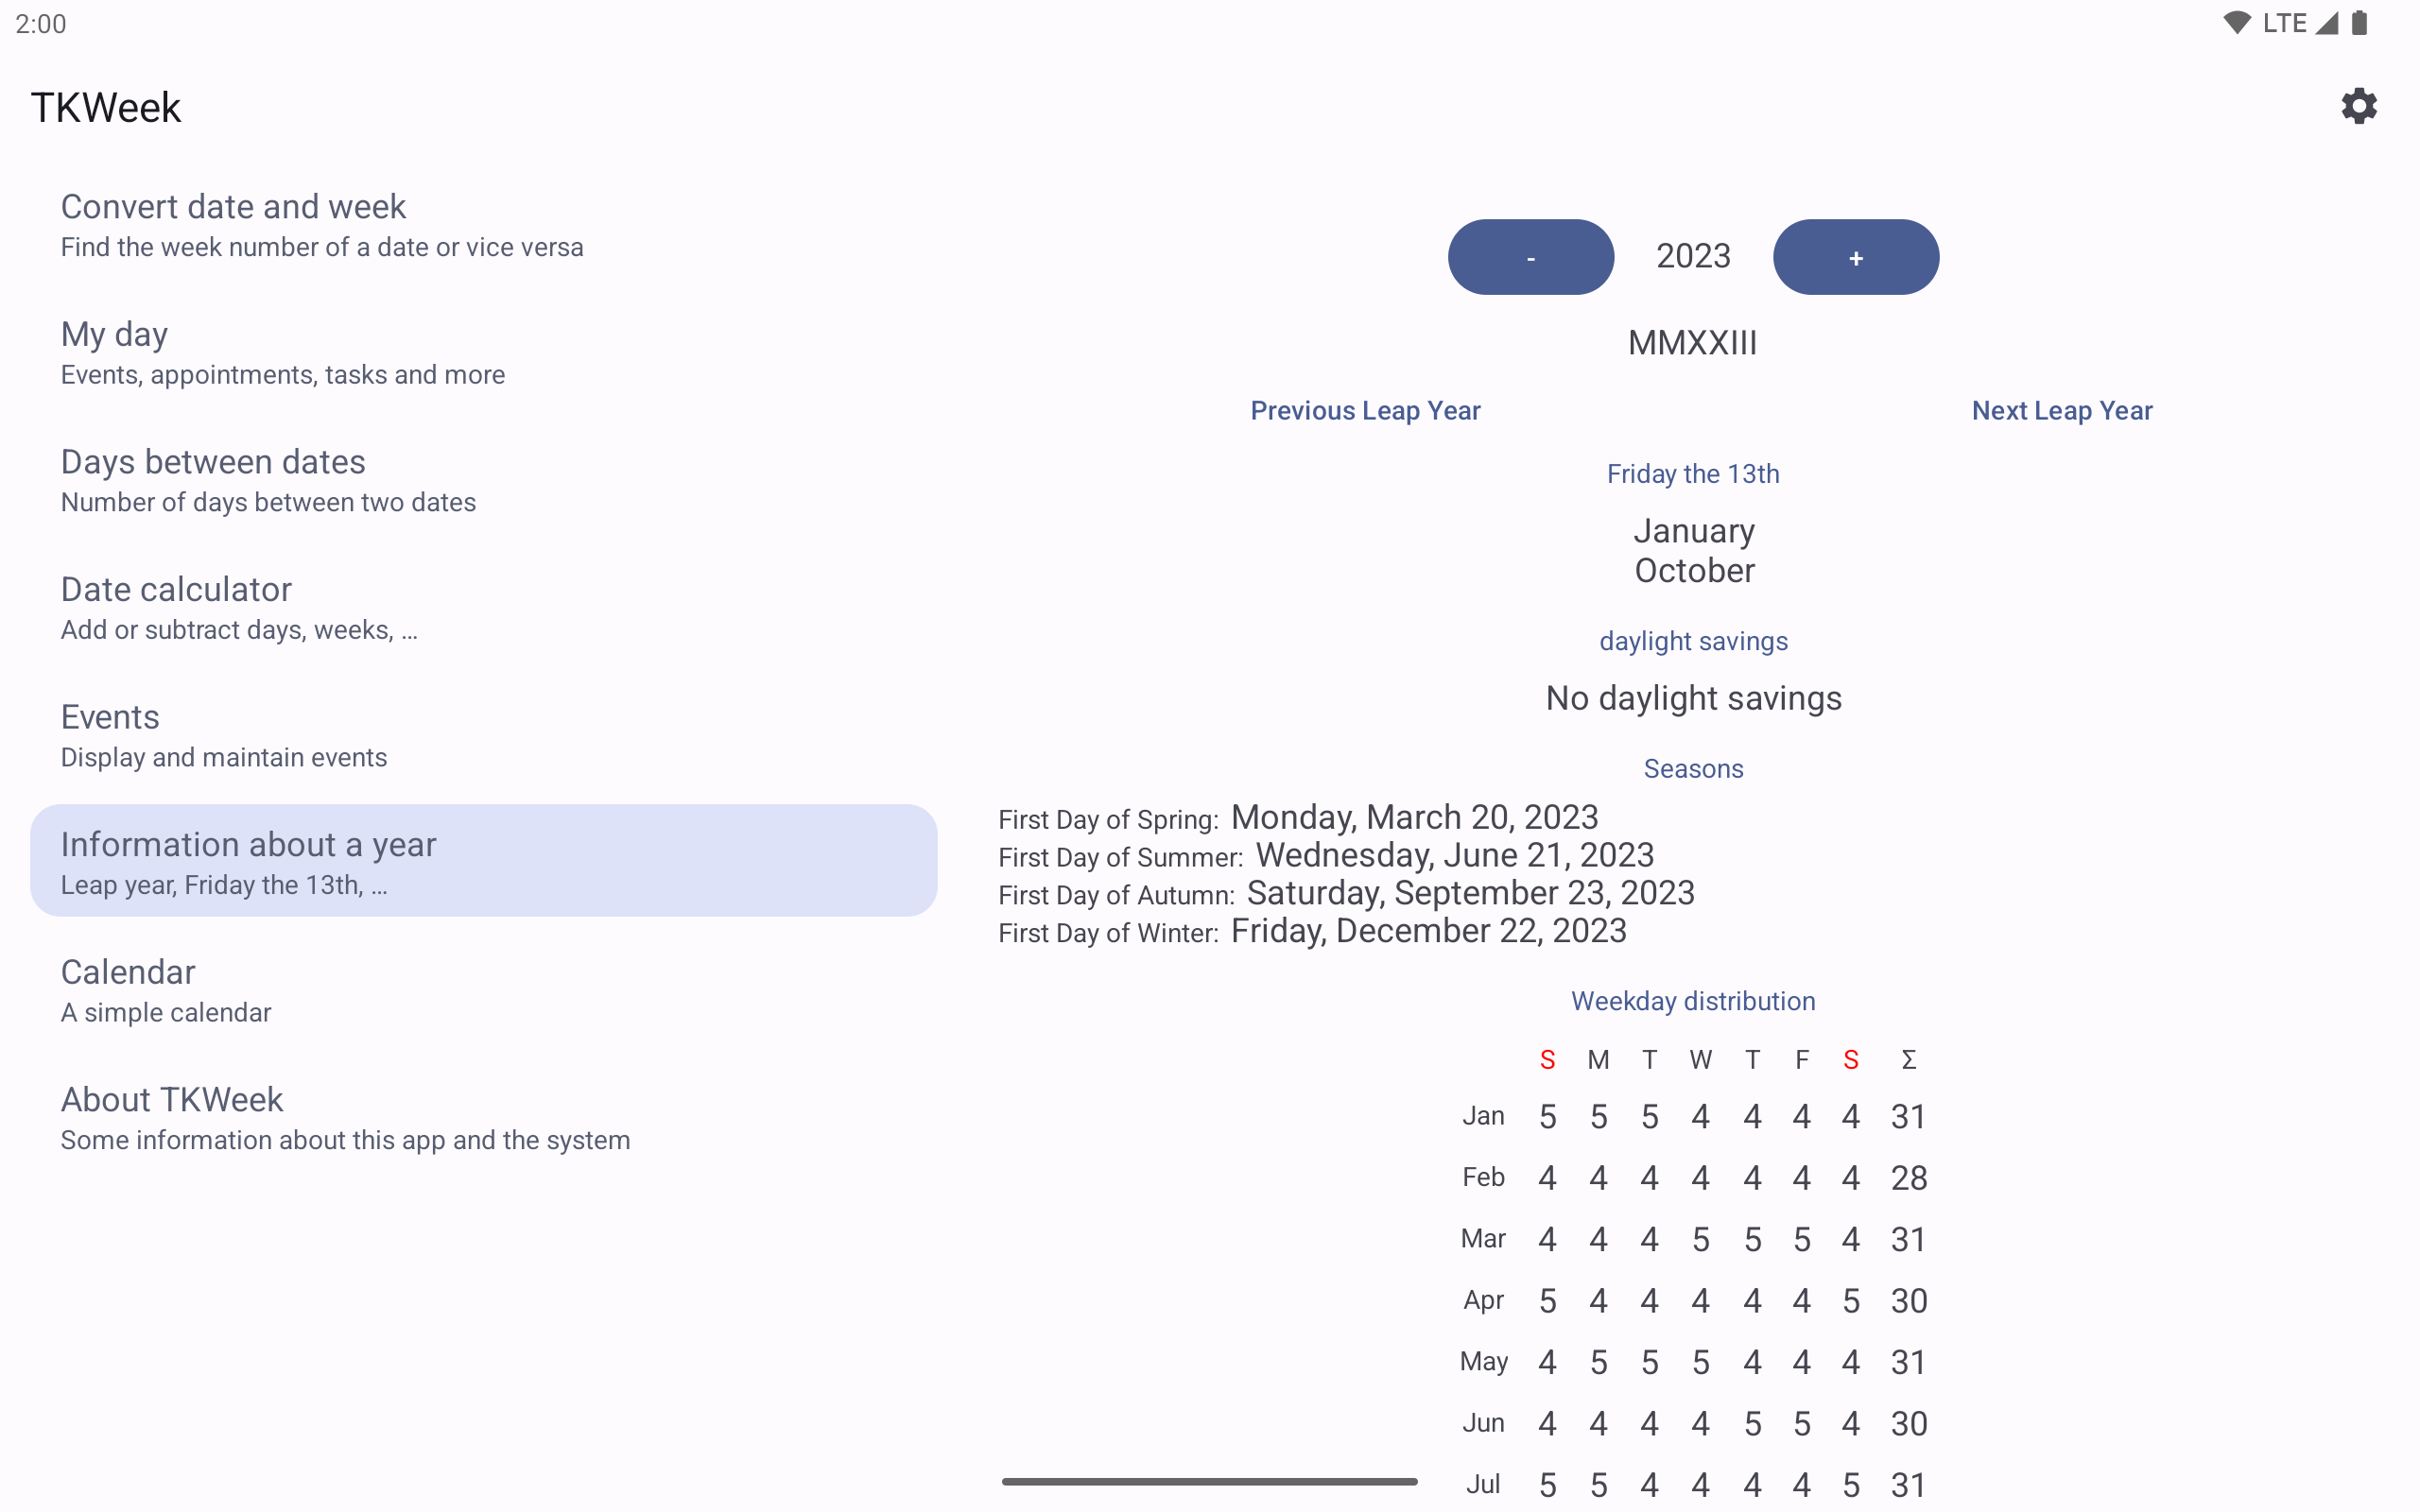 2:00
LTE
TKWeek
Convert date and week
Find the week number of a date or vice versa
My day
Events, appointments, tasks and more
Days between dates
Number of days between two dates
Date calculator
Add or subtract days, weeks, …
Events
Display and maintain events
Information about a year
Leap year, Friday the 13th, …
Calendar
A simple calendar
About TKWeek
Some information about this app and the system
- 2023 +
MMXXIII
Previous Leap Year Next Leap Year
Friday the 13th
January
October
daylight savings
No daylight savings
Seasons
First Day of Spring: Monday, March 20, 2023
First Day of Summer: Wednesday, June 21, 2023
First Day of Autumn: Saturday, September 23, 2023
First Day of Winter: Friday, December 22, 2023
Weekday distribution
S M T W T F S Σ
Jan 5 5 5 4 4 4 4 31
Feb 4 4 4 4 4 4 4 28
Mar 4 4 4 5 5 5 4 31
Apr 5 4 4 4 4 4 5 30
May 4 5 5 5 4 4 4 31
Jun 4 4 4 4 5 5 4 30
Jul 5 5 4 4 4 4 5 31